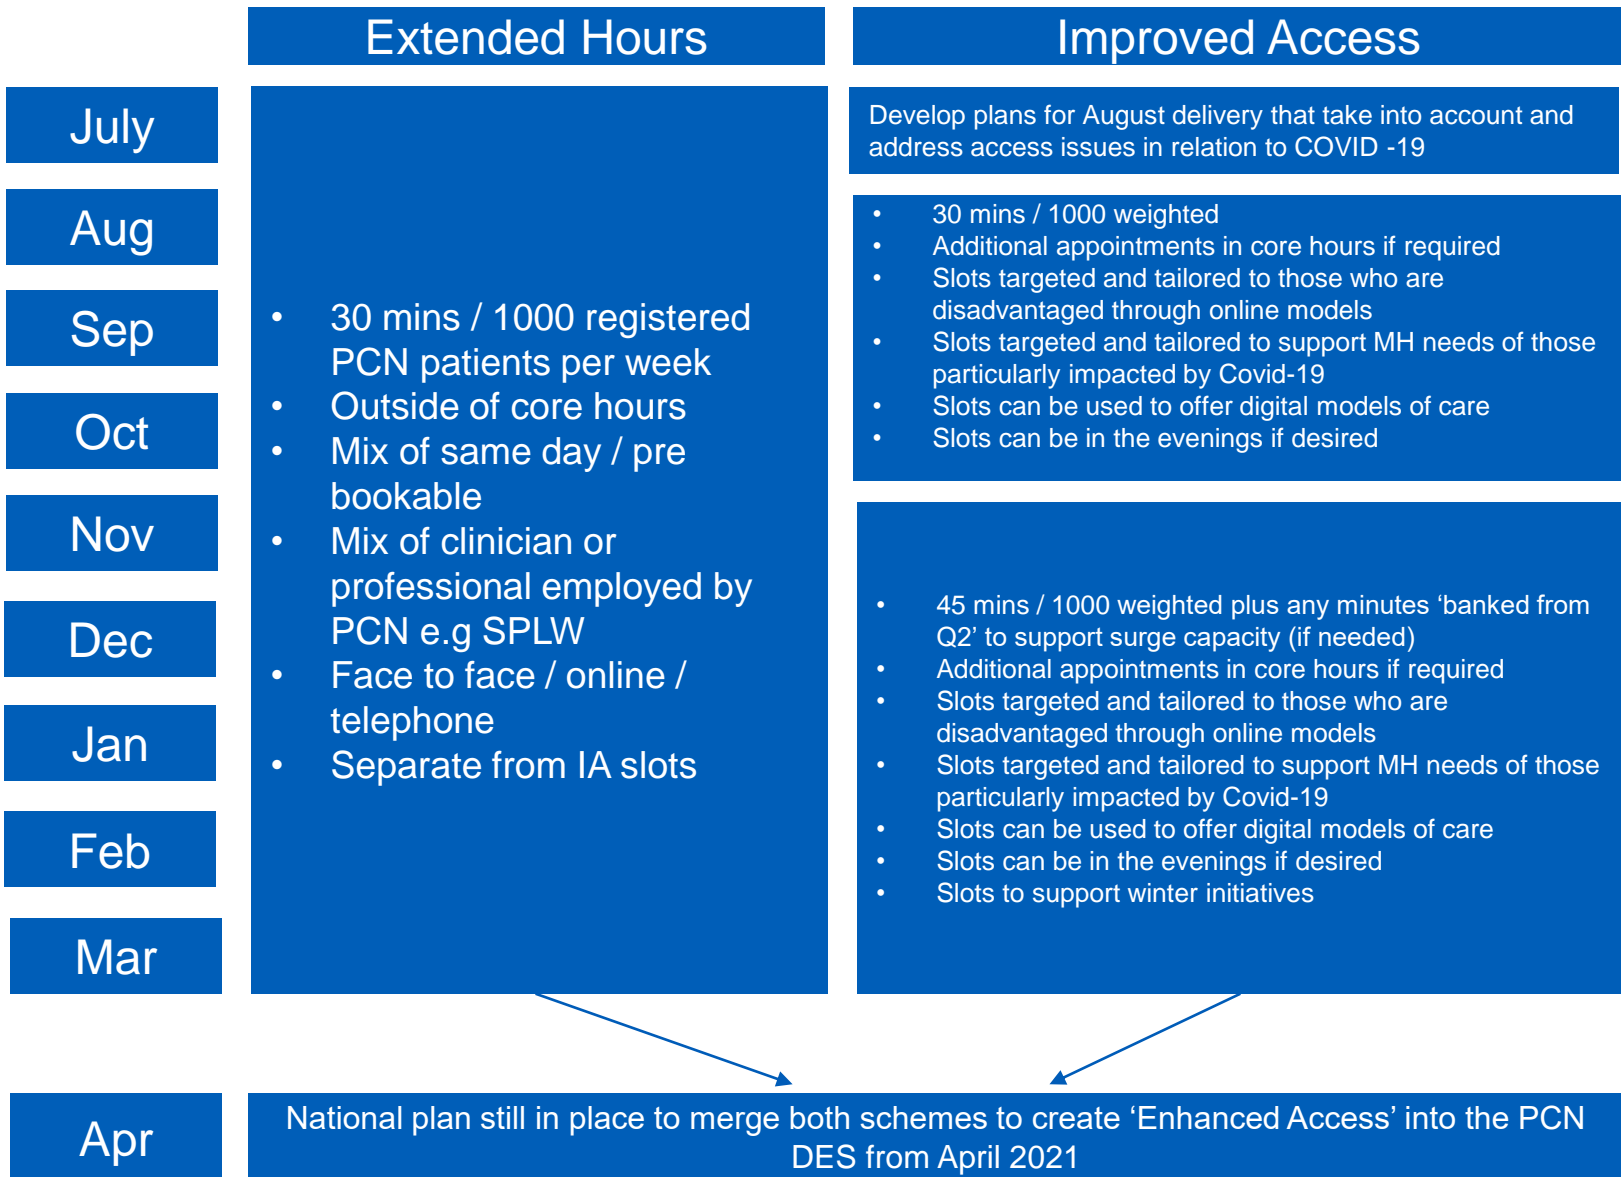 Extended Hours
Improved Access
July
Aug
Sep
Oct
Nov
Dec
Jan
Feb
Mar
Apr
• 30 mins / 1000 registered
PCN patients per week
• Outside of core hours
• Mix of same day / pre
bookable
• Mix of clinician or
professional employed by
PCN e.g SPLW
• Face to face / online /
telephone
• Separate from IA slots
Develop plans for August delivery that take into account and
address access issues in relation to COVID -19
• 30 mins / 1000 weighted
• Additional appointments in core hours if required
• Slots targeted and tailored to those who are
disadvantaged through online models
• Slots targeted and tailored to support MH needs of those
particularly impacted by Covid-19
• Slots can be used to offer digital models of care
• Slots can be in the evenings if desired
• 45 mins / 1000 weighted plus any minutes ‘banked from
Q2’ to support surge capacity (if needed)
• Additional appointments in core hours if required
• Slots targeted and tailored to those who are
disadvantaged through online models
• Slots targeted and tailored to support MH needs of those
particularly impacted by Covid-19
• Slots can be used to offer digital models of care
• Slots can be in the evenings if desired
• Slots to support winter initiatives
National plan still in place to merge both schemes to create ‘Enhanced Access’ into the PCN
DES from April 2021